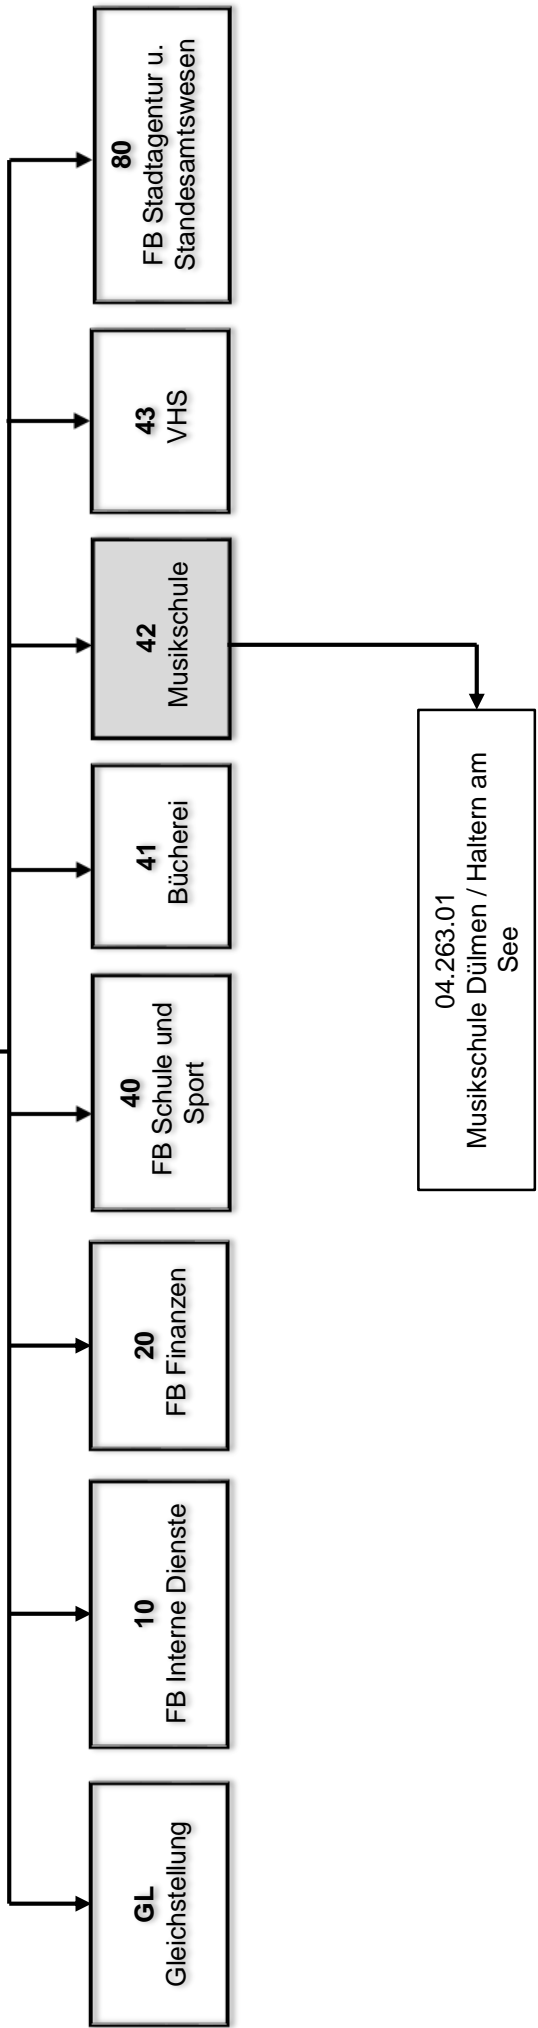 GL
Gleichstellung
10
FB Interne Dienste
20
FB Finanzen
40
FB Schule und
Sport
41
Bücherei
42
Musikschule
43
VHS
80
FB Stadtagentur u.
Standesamtswesen
04.263.01
Musikschule Dülmen / Haltern am
See